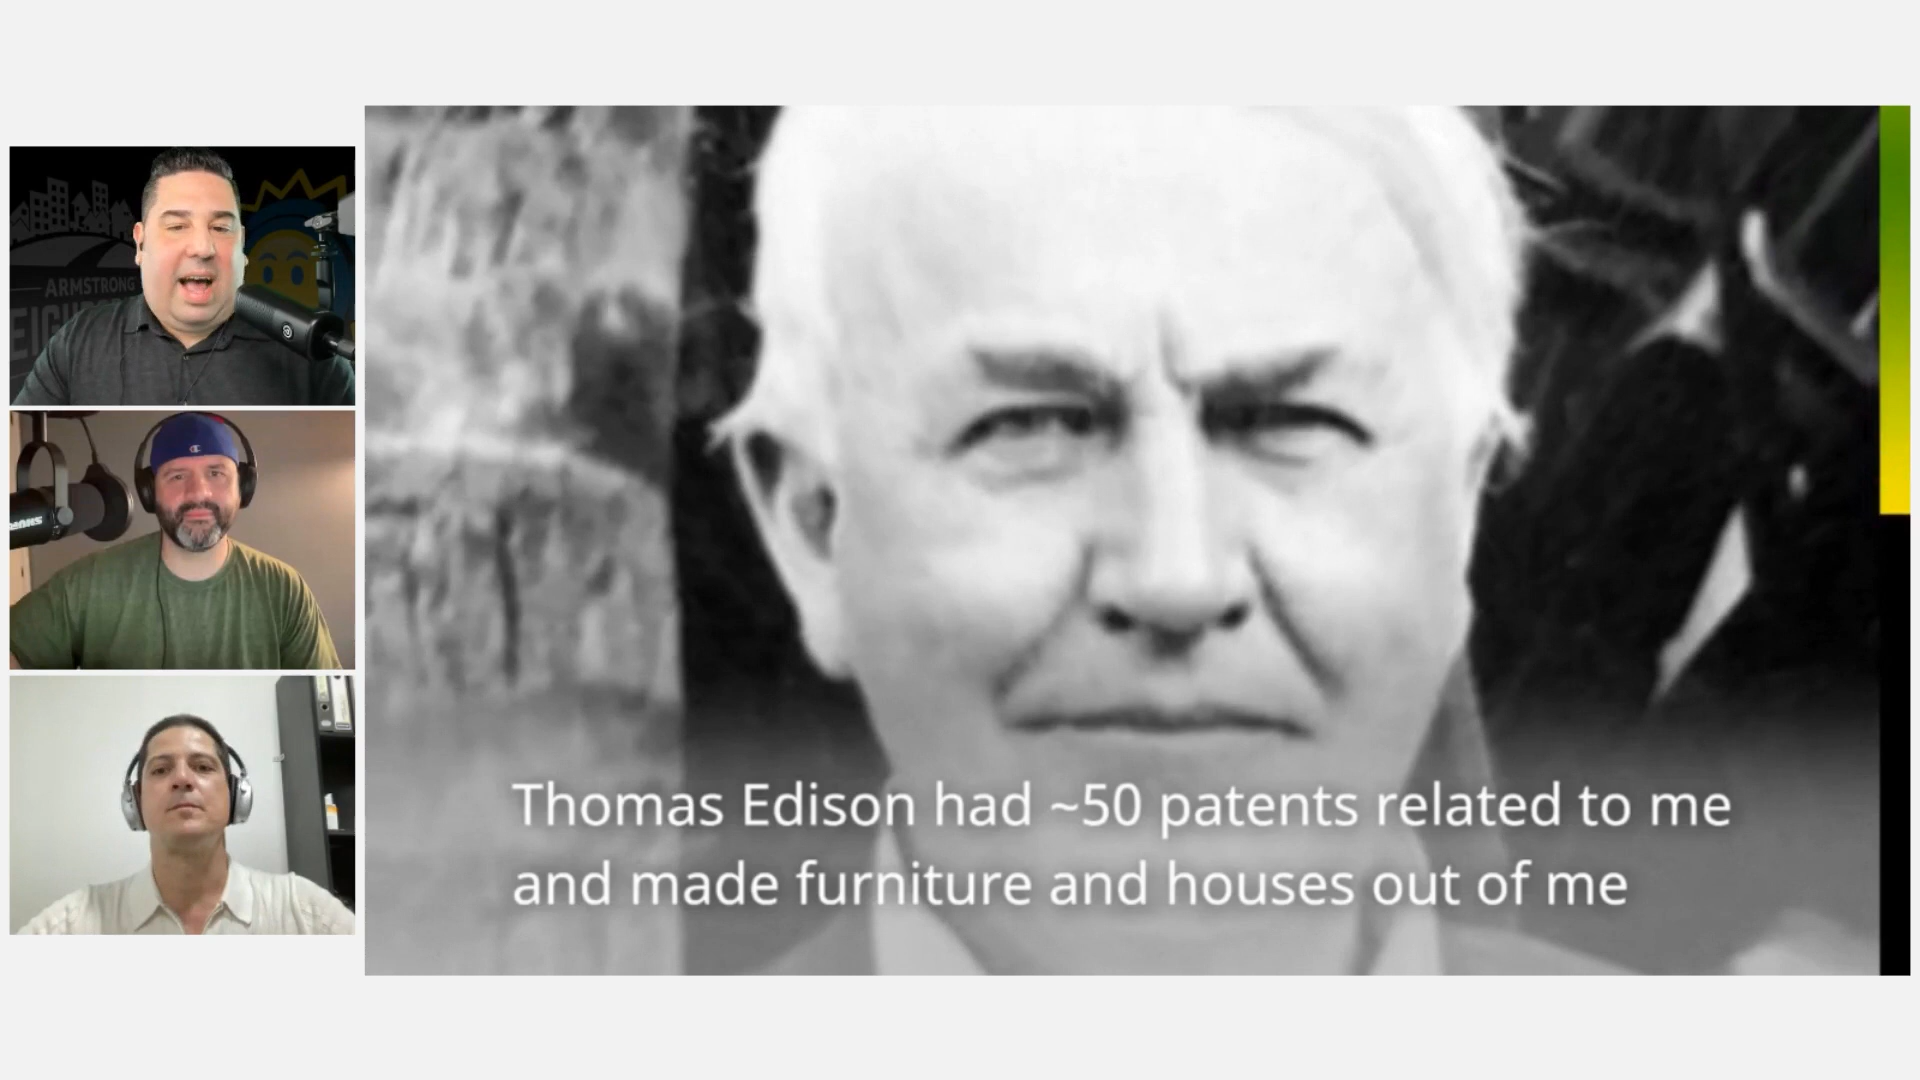 ARMSTRONG
Thomas Edison had ~50 patents related to me
and made furniture and houses out of me